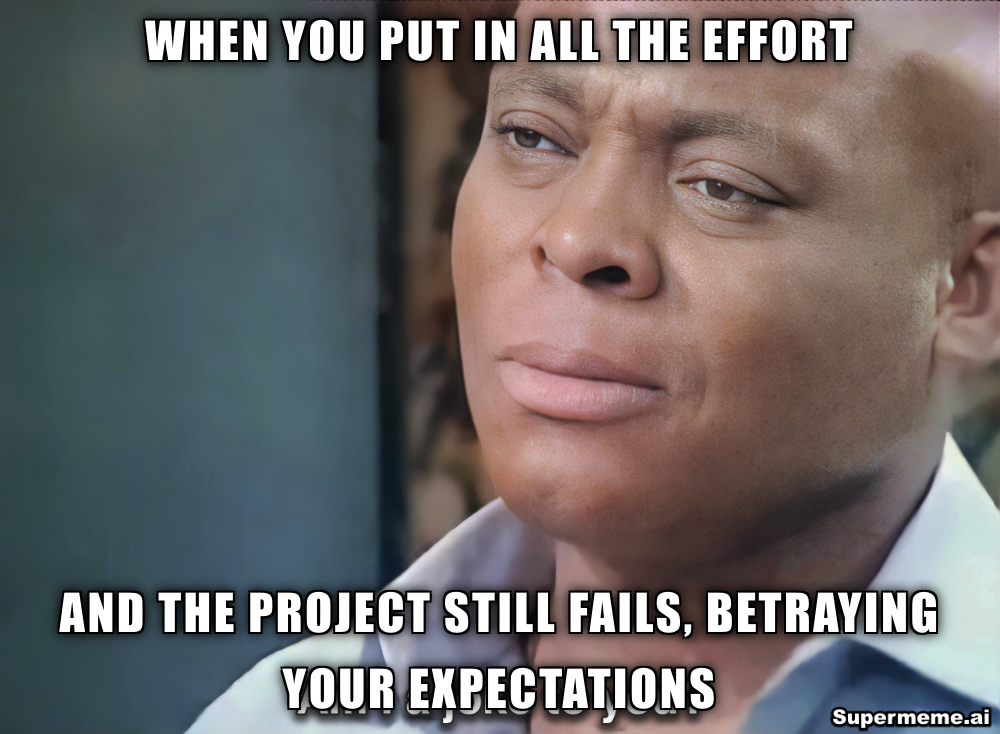 WHEN YOU PUT IN ALL THE EFFORT
AND THE PROJECT STILL FAILS, BETRAYING
YOUR EXPECTATIONS
Supermeme.ai